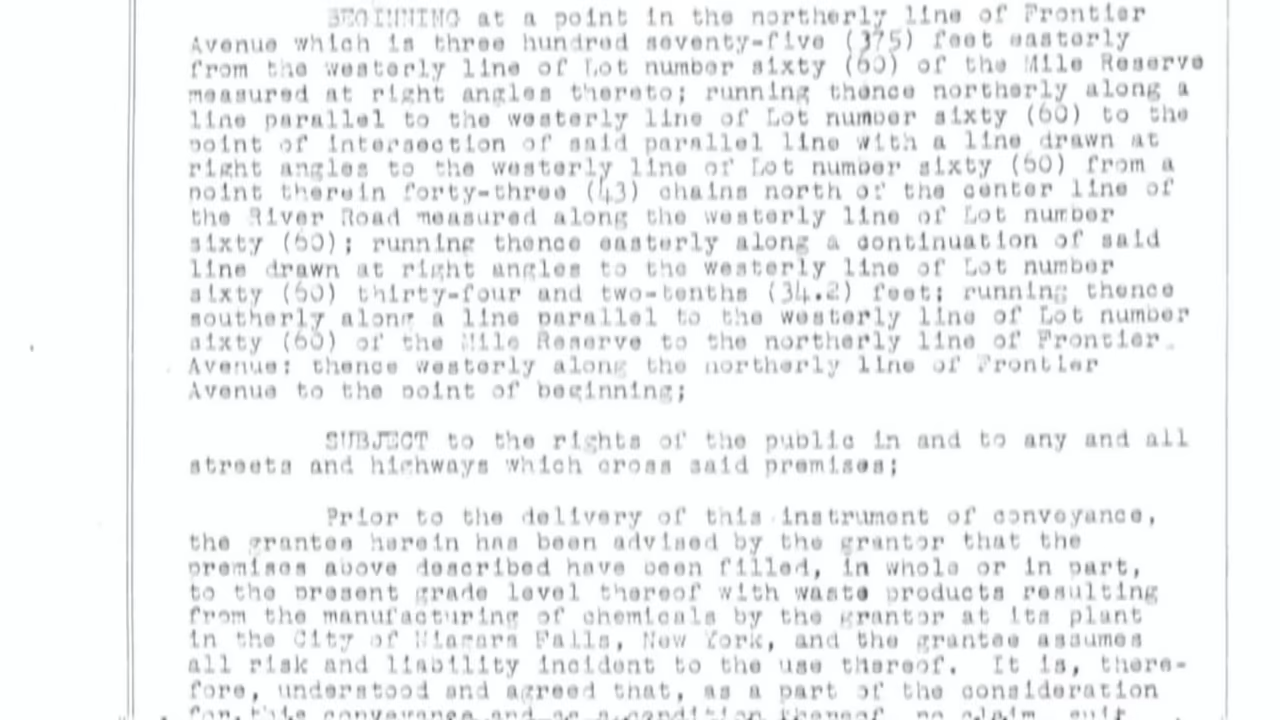 BEGINNING at a point in the northerly line of Frontier
Avenue which is three hundred seventy-five (375) feet easterly
from the westerly line of Lot number sixty (60) of the Mile Reserve
measured at right angles thereto; running thence northerly along a
line parallel to the westerly line of Lot number sixty (60) to the
point of intersection of said parallel line with a line drawn at
right angles to the westerly line of Lot number sixty (60) from a
point therein forty-three (43) chains north of the center line of
the River Road measured along the westerly line of Lot number
sixty (60); running thence easterly along a continuation of said
line drawn at right angles to the westerly line of Lot number
sixty (60) thirty-four and two-tenths (34.2) feet; running thence
southerly along a line parallel to the westerly line of Lot number
sixty (60) of the Mile Reserve to the northerly line of Frontier
Avenue; thence westerly along the northerly line of Frontier
Avenue to the point of beginning;
SUBJECT to the rights of the public in and to any and all
streets and highways which cross said premises;
Prior to the delivery of this instrument of conveyance,
the grantee herein has been advised by the grantor that the
premises above described have been filled, in whole or in part,
to the present grade level thereof with waste products resulting
from the manufacturing of chemicals by the grantor at its plant
in the City of Niagara Falls, New York, and the grantee assumes
all risk and liability incident to the use thereof. It is, there-
fore, understood and agreed that, as a part of the consideration
for this conveyance and as a condition thereof, no claim, suit,